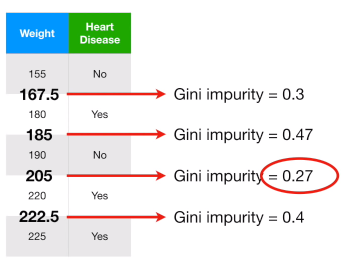 Weight Heart Disease
155 No
167.5 Gini impurity = 0.3
180 Yes
185 Gini impurity = 0.47
190 No
205 Gini impurity = 0.27
220 Yes
222.5 Gini impurity = 0.4
225 Yes